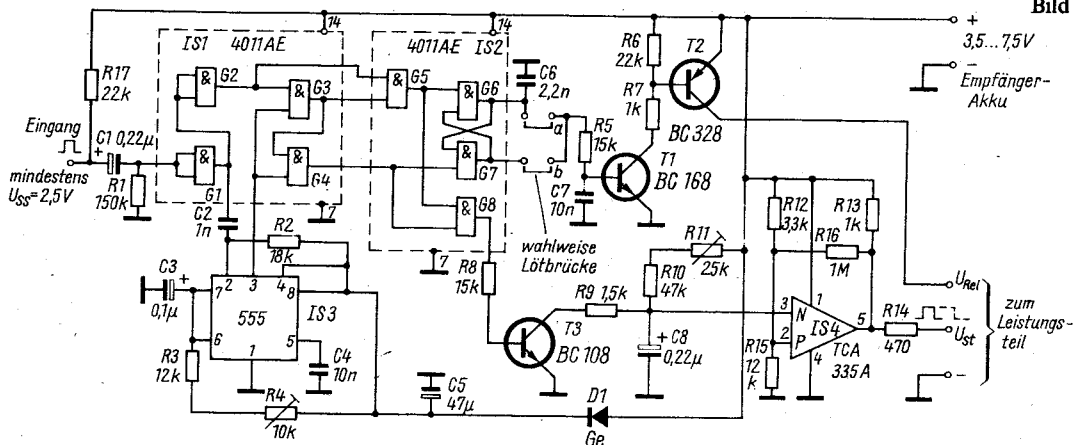 Bild
14
14
+
3,5...7,5V
-
Empfänger-
Akku
IS1
4011AE
4011AE
IS2
R17
22k
&
G2
&
G3
&
G5
&
G6
C6
2,2n
R6
22k
T2
R7
1k
BC 328
Eingang
C1 0,22µ
+
mindestens
Uss=2,5V
R1
150k
&
G1
&
G4
&
G7
a
b
R5
15k
T1
BC 168
C7
10n
C2
1n
7
&
G8
R2
18k
7
wahlweise
Lötbrücke
R12
3,3k
R13
1k
R11
25k
R16
1M
C3
+
0,1µ
2
3
4
7
8
IS3
555
6
5
1
R8
15k
R10
47k
R9 1,5k
3
N
1
IS4
2
P
5
4
TCA
335A
R14
470
URel
Ust
-
zum
Leistungs-
teil
R3
12k
C4
10n
T3
BC 108
+
C8
0,22µ
R15
12
k
R4
10k
C5
47µ
D1
Ge